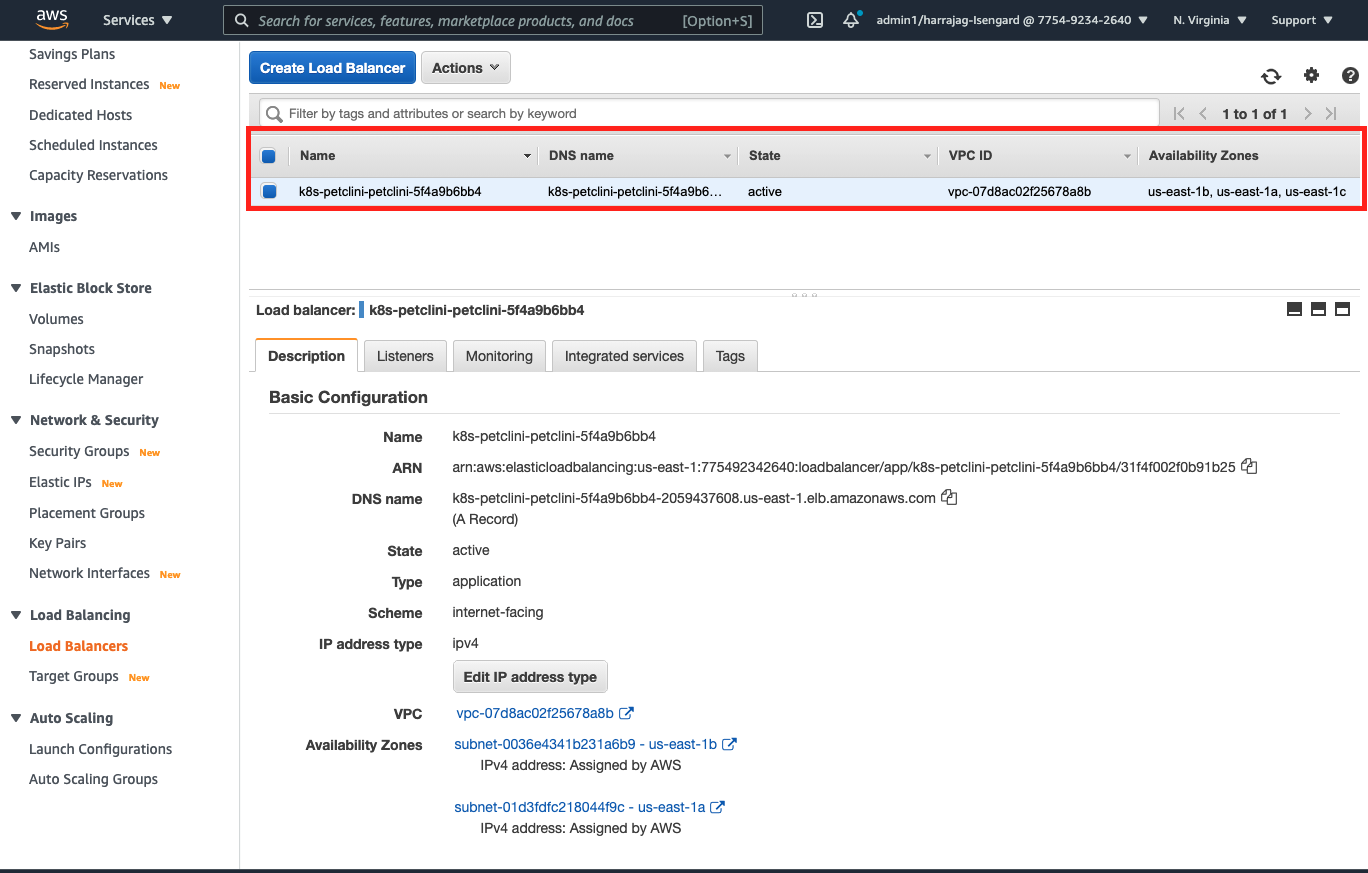 aws
Services
Search for services, features, marketplace products, and docs [Option+S]
admin1/harrajag-Isengard @ 7754-9234-2640
N. Virginia
Support
Savings Plans
Reserved Instances New
Dedicated Hosts
Scheduled Instances
Capacity Reservations
Images
AMIs
Elastic Block Store
Volumes
Snapshots
Lifecycle Manager
Network & Security
Security Groups New
Elastic IPs New
Placement Groups
Key Pairs
Network Interfaces New
Load Balancing
Load Balancers
Target Groups New
Auto Scaling
Launch Configurations
Auto Scaling Groups
Create Load Balancer Actions
Filter by tags and attributes or search by keyword
1 to 1 of 1
Name DNS name State VPC ID Availability Zones
k8s-petclini-petclini-5f4a9b6bb4 k8s-petclini-petclini-5f4a9b6... active vpc-07d8ac02f25678a8b us-east-1b, us-east-1a, us-east-1c
Load balancer: k8s-petclini-petclini-5f4a9b6bb4
Description Listeners Monitoring Integrated services Tags
Basic Configuration
Name k8s-petclini-petclini-5f4a9b6bb4
ARN arn:aws:elasticloadbalancing:us-east-1:775492342640:loadbalancer/app/k8s-petclini-petclini-5f4a9b6bb4/31f4f002f0b91b25
DNS name k8s-petclini-petclini-5f4a9b6bb4-2059437608.us-east-1.elb.amazonaws.com
(A Record)
State active
Type application
Scheme internet-facing
IP address type ipv4
Edit IP address type
VPC vpc-07d8ac02f25678a8b
Availability Zones subnet-0036e4341b231a6b9 - us-east-1b
IPv4 address: Assigned by AWS
subnet-01d3fdfc218044f9c - us-east-1a
IPv4 address: Assigned by AWS